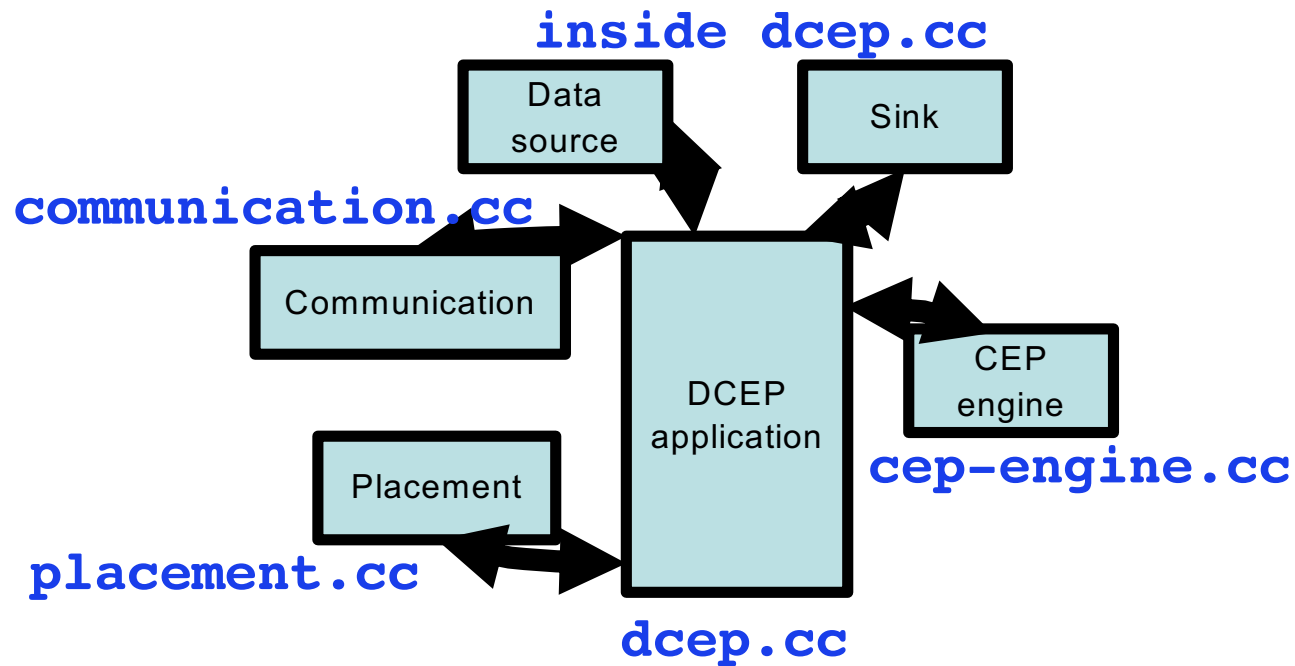 inside dcep.cc
Data
source
Sink
communication.cc
Communication
CEP
engine
DCEP
application
cep-engine.cc
Placement
placement.cc
dcep.cc